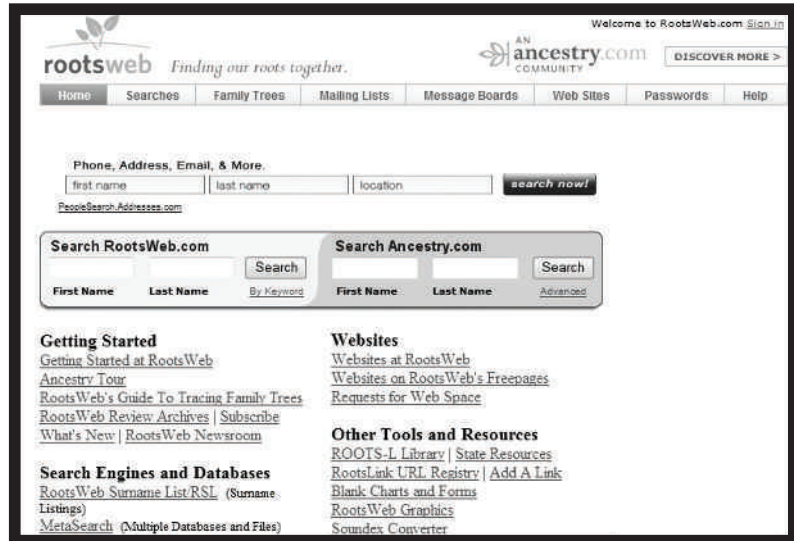 Welcome to RootsWeb.com Sign in
rootsweb Finding our roots together.
AN ancestry.com COMMUNITY
DISCOVER MORE >
Home Searches Family Trees Mailing Lists Message Boards Web Sites Passwords Help
Phone, Address, Email, & More.
first name last name location search now!
PeopleSearch.Addresses.com
Search RootsWeb.com
Search
First Name Last Name By Keyword
Search Ancestry.com
Search
First Name Last Name Advanced
Getting Started
Getting Started at RootsWeb
Ancestry Tour
RootsWeb's Guide To Tracing Family Trees
RootsWeb Review Archives | Subscribe
What's New | RootsWeb Newsroom
Search Engines and Databases
RootsWeb Surname List/RSL (Surname
Listings)
MetaSearch (Multiple Databases and Files)
Websites
Websites at RootsWeb
Websites on RootsWeb's Freepages
Requests for Web Space
Other Tools and Resources
ROOTS-L Library | State Resources
RootsLink URL Registry | Add A Link
Blank Charts and Forms
RootsWeb Graphics
Soundex Converter